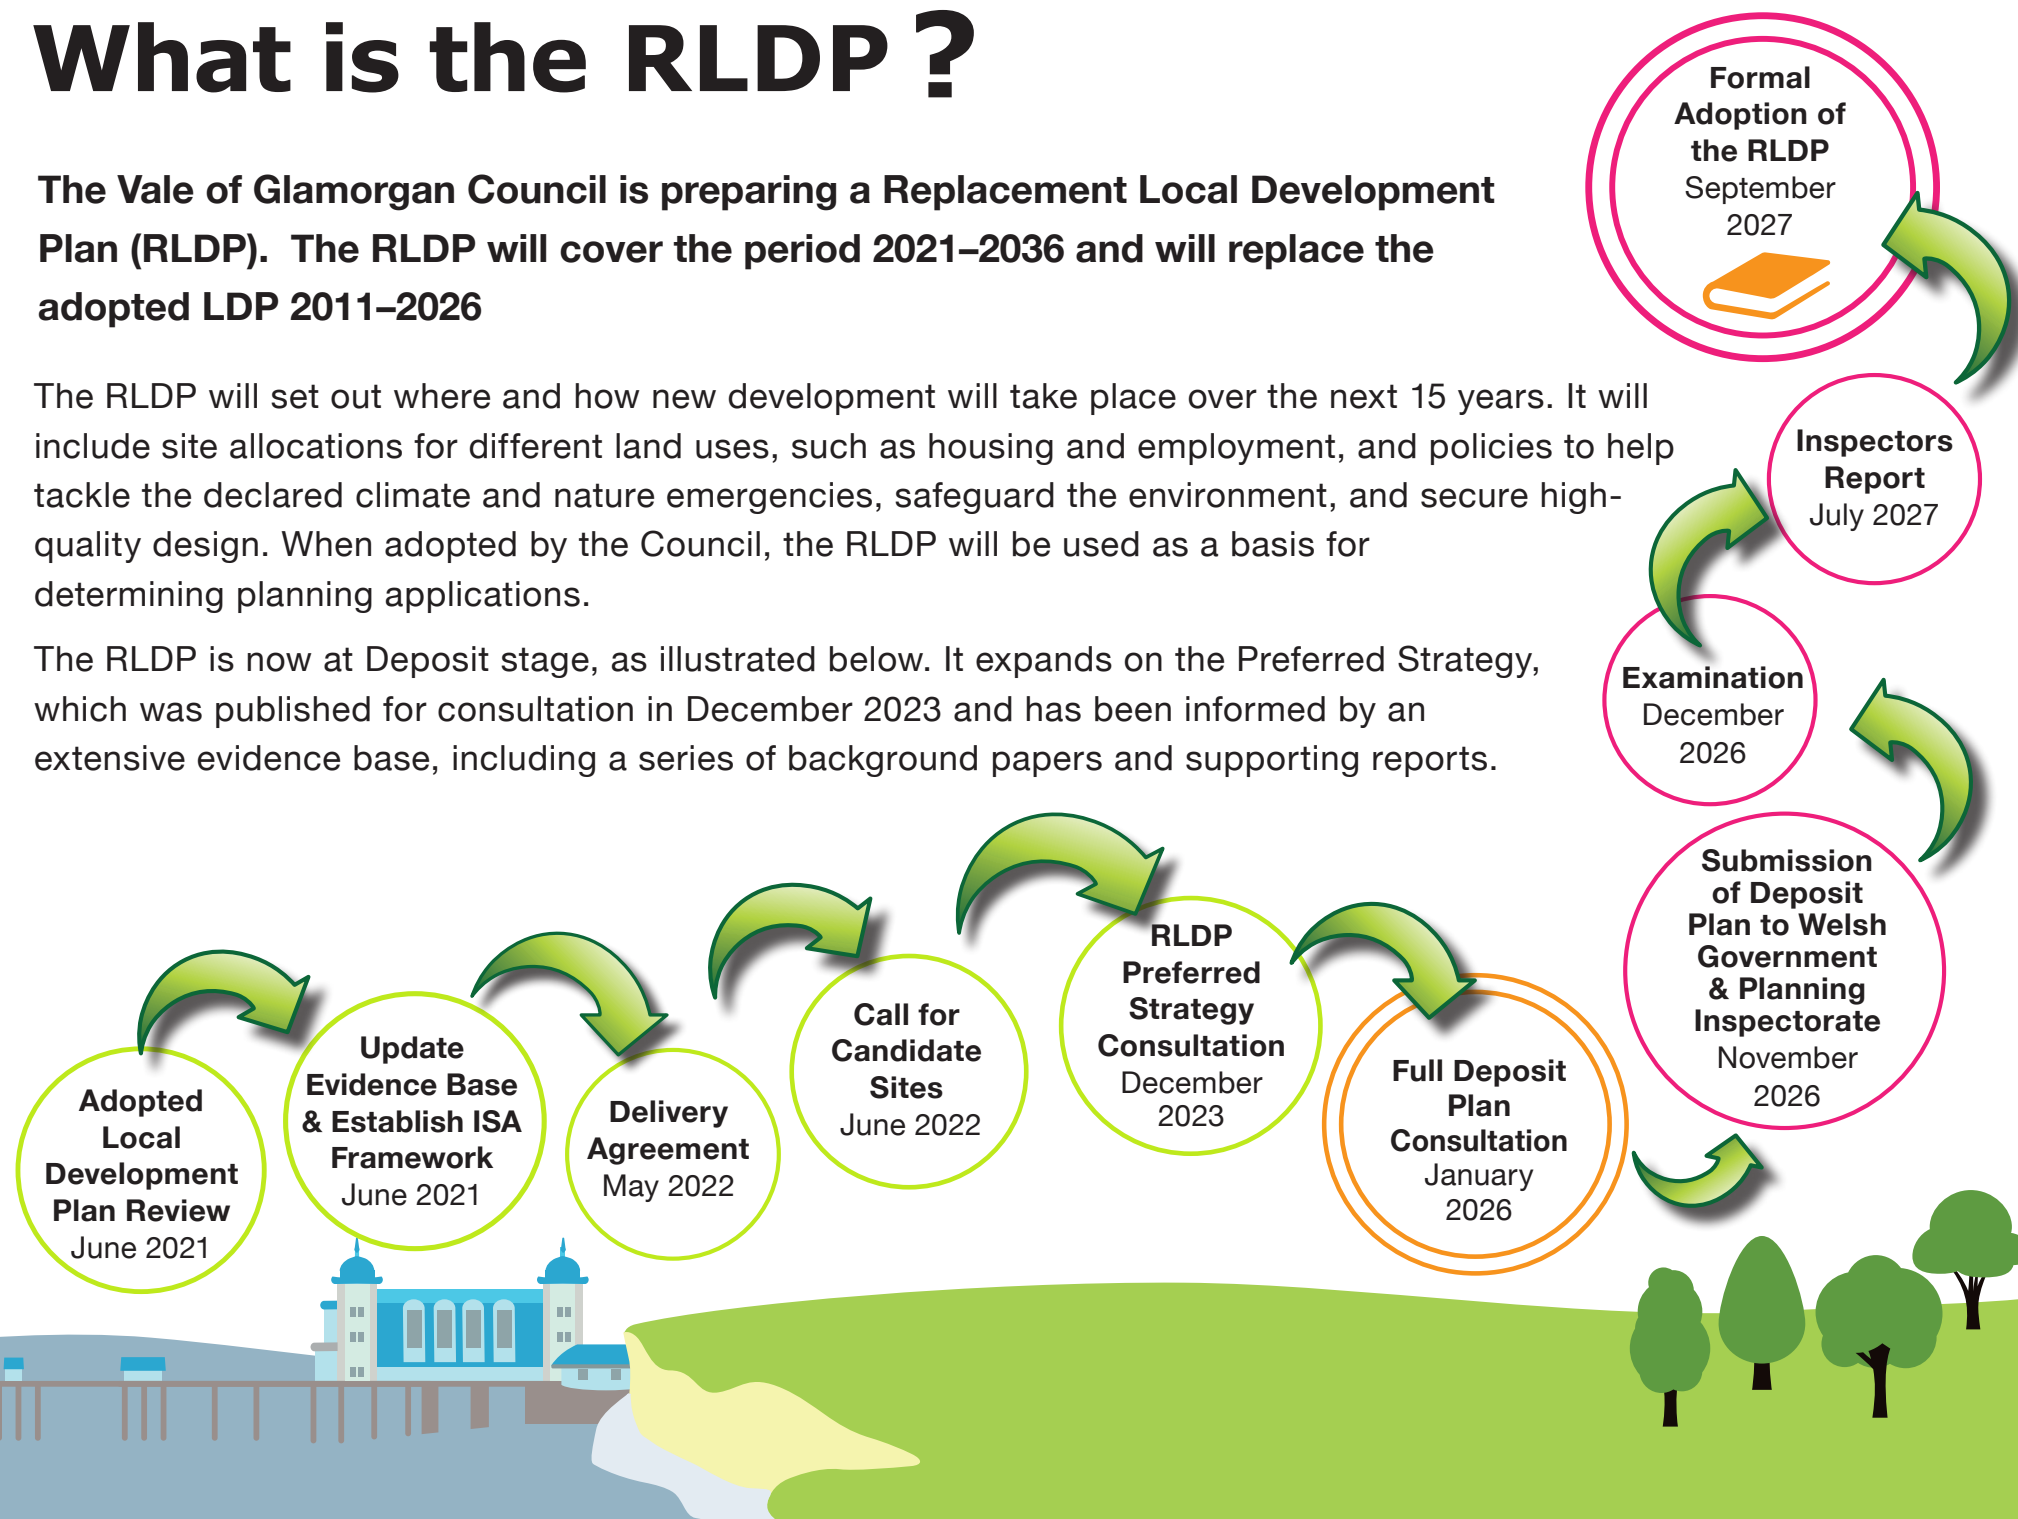 What is the RLDP?
The Vale of Glamorgan Council is preparing a Replacement Local Development
Plan (RLDP).  The RLDP will cover the period 2021–2036 and will replace the
adopted LDP 2011–2026
The RLDP will set out where and how new development will take place over the next 15 years. It will
include site allocations for different land uses, such as housing and employment, and policies to help
tackle the declared climate and nature emergencies, safeguard the environment, and secure high-
quality design. When adopted by the Council, the RLDP will be used as a basis for
determining planning applications.
The RLDP is now at Deposit stage, as illustrated below. It expands on the Preferred Strategy,
which was published for consultation in December 2023 and has been informed by an
extensive evidence base, including a series of background papers and supporting reports.
Adopted
Local
Development
Plan Review
June 2021
Update
Evidence Base
& Establish ISA
Framework
June 2021
Delivery
Agreement
May 2022
Call for
Candidate
Sites
June 2022
RLDP
Preferred
Strategy
Consultation
December
2023
Full Deposit
Plan
Consultation
January
2026
Submission
of Deposit
Plan to Welsh
Government
& Planning
Inspectorate
November
2026
Examination
December
2026
Inspectors
Report
July 2027
Formal
Adoption of
the RLDP
September
2027